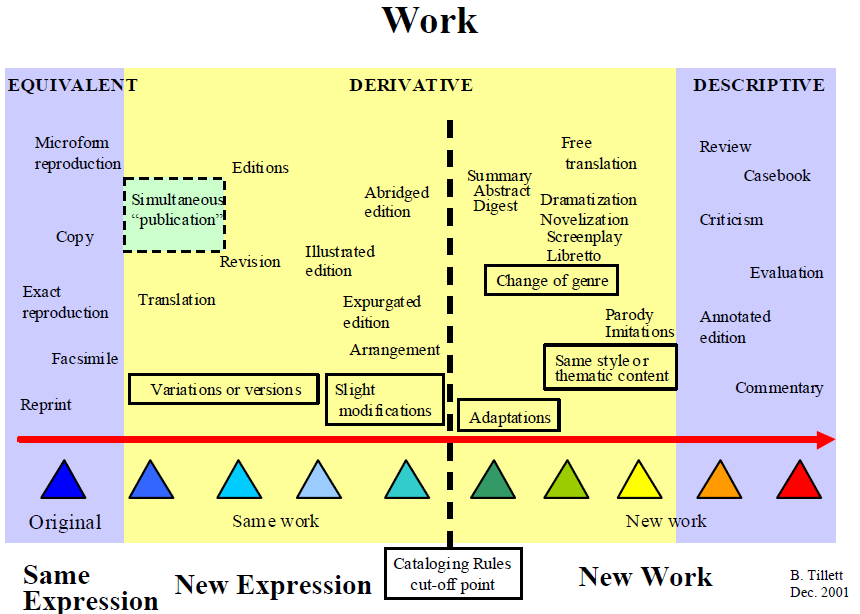 Work
EQUIVALENT
DERIVATIVE
DESCRIPTIVE
Microform
reproduction
Copy
Exact
reproduction
Facsimile
Reprint
Simultaneous
“publication”
Editions
Revision
Translation
Illustrated
edition
Abridged
edition
Expurgated
edition
Arrangement
Variations or versions
Slight
modifications
Summary
Abstract
Digest
Free
translation
Dramatization
Novelization
Screenplay
Libretto
Change of genre
Parody
Imitations
Same style or
thematic content
Adaptations
Review
Casebook
Criticism
Evaluation
Annotated
edition
Commentary
Original
Same work
New work
Same
Expression
New Expression
Cataloging Rules
cut-off point
New Work
B. Tillett
Dec. 2001